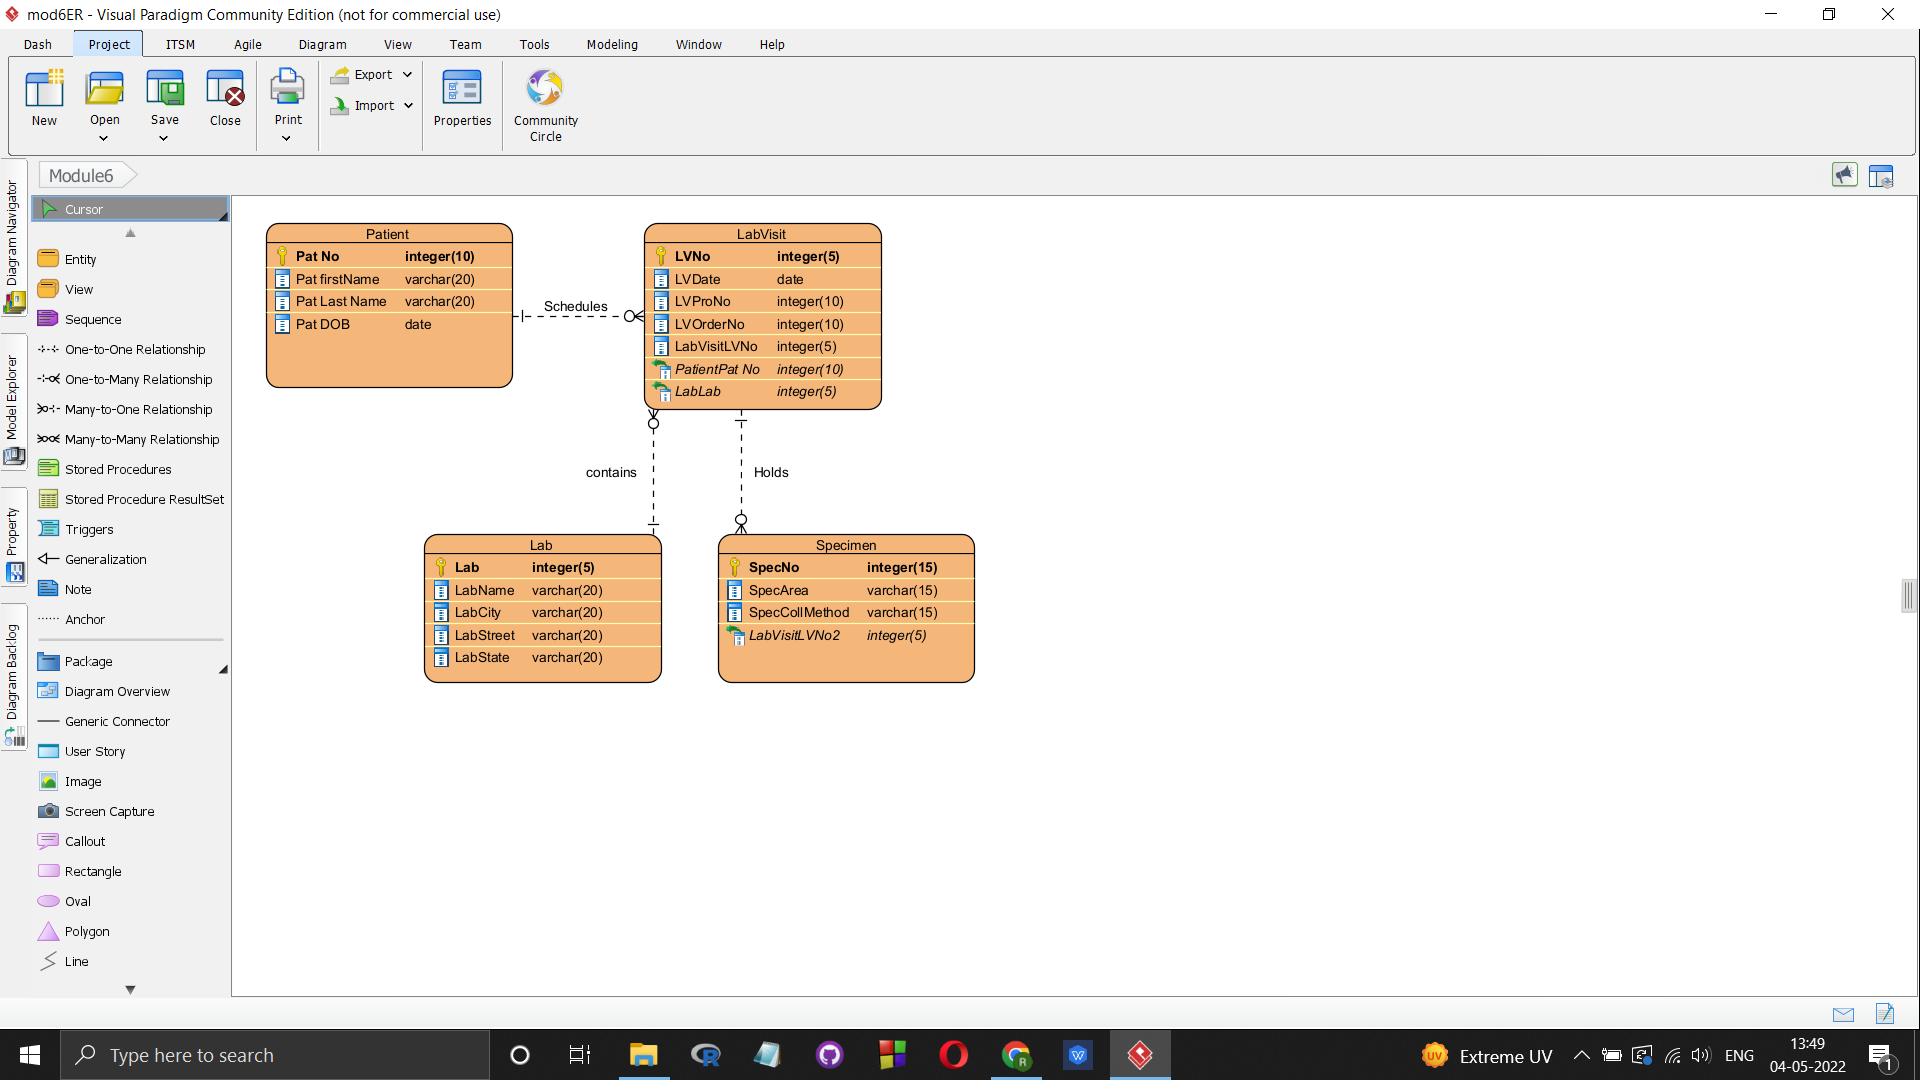 mod6ER - Visual Paradigm Community Edition (not for commercial use)
Dash Project ITSM Agile Diagram View Team Tools Modeling Window Help
New
Open
Save
Close
Print
Export
Import
Properties
Community
Circle
Module6
Diagram Navigator
Model Explorer
Property
Diagram Backlog
Cursor
Entity
View
Sequence
One-to-One Relationship
One-to-Many Relationship
Many-to-One Relationship
Many-to-Many Relationship
Stored Procedures
Stored Procedure ResultSet
Triggers
Generalization
Note
Anchor
Package
Diagram Overview
Generic Connector
User Story
Image
Screen Capture
Callout
Rectangle
Oval
Polygon
Line
Patient
Pat No integer(10)
Pat firstName varchar(20)
Pat Last Name varchar(20)
Pat DOB date
Schedules
LabVisit
LVNo integer(5)
LVDate date
LVProNo integer(10)
LVOrderNo integer(10)
LabVisitLVNo integer(5)
PatientPat No integer(10)
LabLab integer(5)
contains
Holds
Lab
Lab integer(5)
LabName varchar(20)
LabCity varchar(20)
LabStreet varchar(20)
LabState varchar(20)
Specimen
SpecNo integer(15)
SpecArea varchar(15)
SpecCollMethod varchar(15)
LabVisitLVNo2 integer(5)
Type here to search
UV
Extreme UV
ENG
13:49
04-05-2022
1